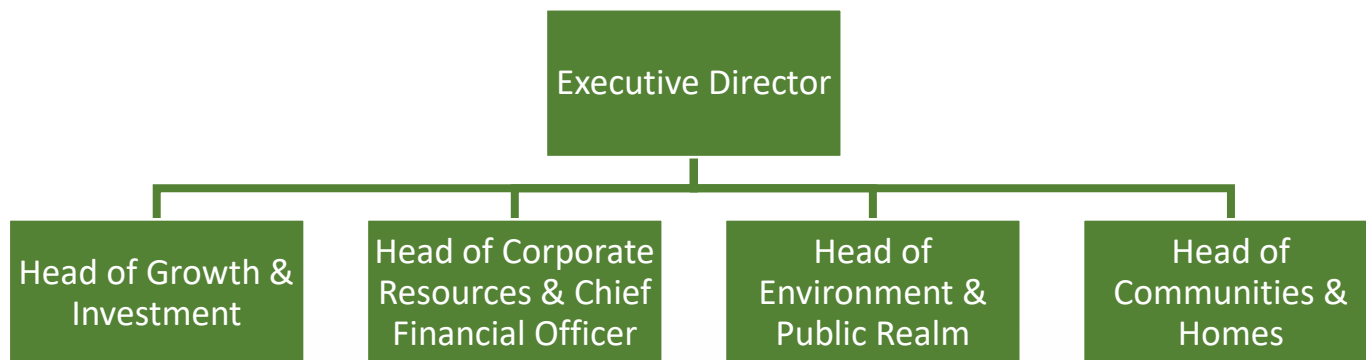 Executive Director
Head of Growth &
Investment
Head of Corporate
Resources & Chief
Financial Officer
Head of
Environment &
Public Realm
Head of
Communities &
Homes